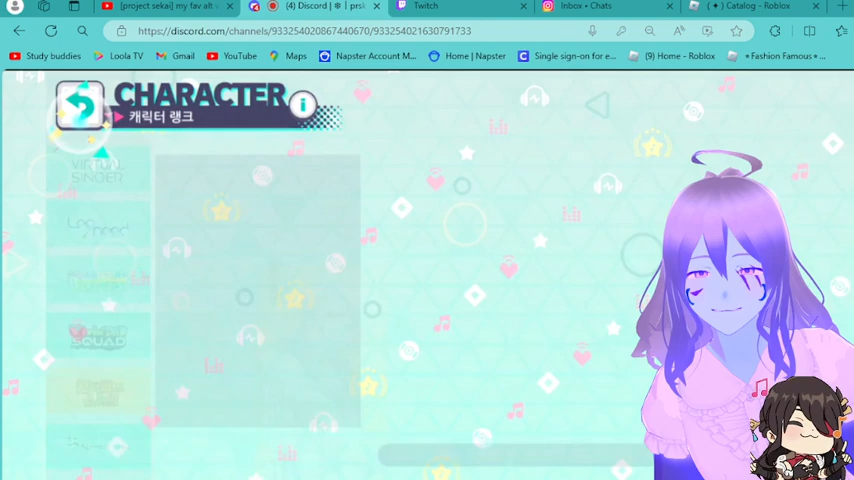 [project sekai] my fav alt v
(4) Discord | ❄ | prsk
Twitch
Inbox • Chats
( ✦ ) Catalog - Roblox
https://discord.com/channels/933254020867440670/933254021630791733
Study buddies
Loola TV
Gmail
YouTube
Maps
Napster Account M...
Home | Napster
Single sign-on for e...
(9) Home - Roblox
★Fashion Famous★...
CHARACTER
i
캐릭터 랭크
VIRTUAL SINGER
Leo/need
SQUAD